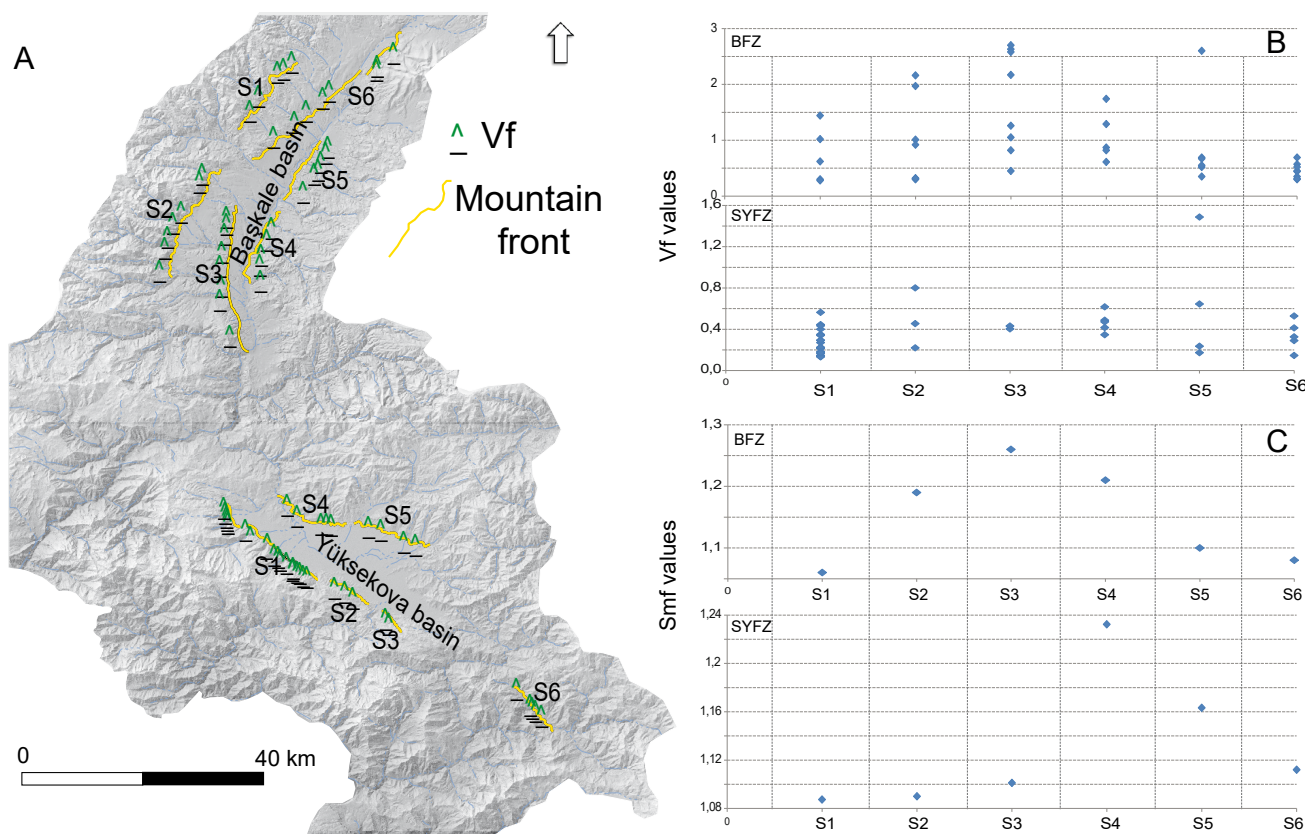 A
S1
S6
Başkale basin
S5
S2
S4
S3
Vf
Mountain
front
S4
S5
S1
Yüksekova basin
S2
S3
S6
0 40 km
B
BFZ
3
2
1
0
Vf values
SYFZ
1,6
1,2
0,8
0,4
0,0
0 S1 S2 S3 S4 S5 S6
C
BFZ
1,3
1,2
1,1
0 S1 S2 S3 S4 S5 S6
Smf values
SYFZ
1,24
1,2
1,16
1,12
1,08
0 S1 S2 S3 S4 S5 S6